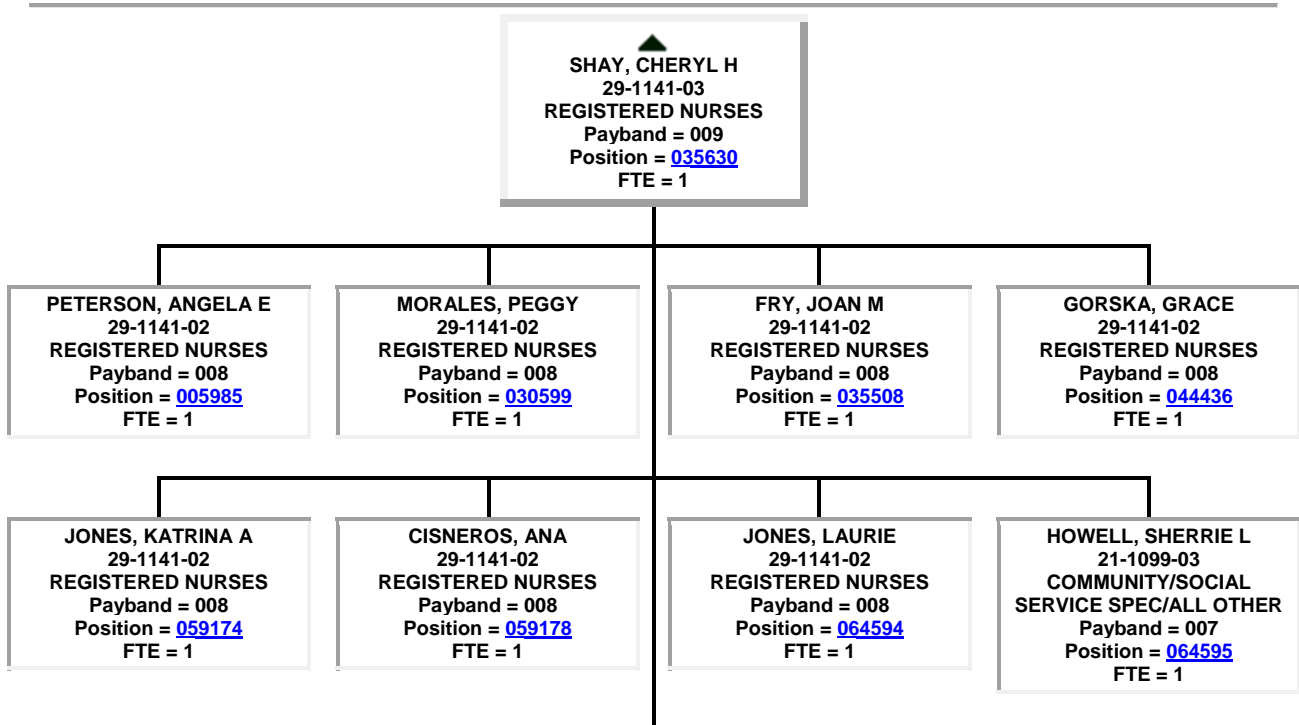 SHAY, CHERYL H
29-1141-03
REGISTERED NURSES
Payband = 009
Position = 035630
FTE = 1
PETERSON, ANGELA E
29-1141-02
REGISTERED NURSES
Payband = 008
Position = 005985
FTE = 1
MORALES, PEGGY
29-1141-02
REGISTERED NURSES
Payband = 008
Position = 030599
FTE = 1
FRY, JOAN M
29-1141-02
REGISTERED NURSES
Payband = 008
Position = 035508
FTE = 1
GORSKA, GRACE
29-1141-02
REGISTERED NURSES
Payband = 008
Position = 044436
FTE = 1
JONES, KATRINA A
29-1141-02
REGISTERED NURSES
Payband = 008
Position = 059174
FTE = 1
CISNEROS, ANA
29-1141-02
REGISTERED NURSES
Payband = 008
Position = 059178
FTE = 1
JONES, LAURIE
29-1141-02
REGISTERED NURSES
Payband = 008
Position = 064594
FTE = 1
HOWELL, SHERRIE L
21-1099-03
COMMUNITY/SOCIAL
SERVICE SPEC/ALL OTHER
Payband = 007
Position = 064595
FTE = 1